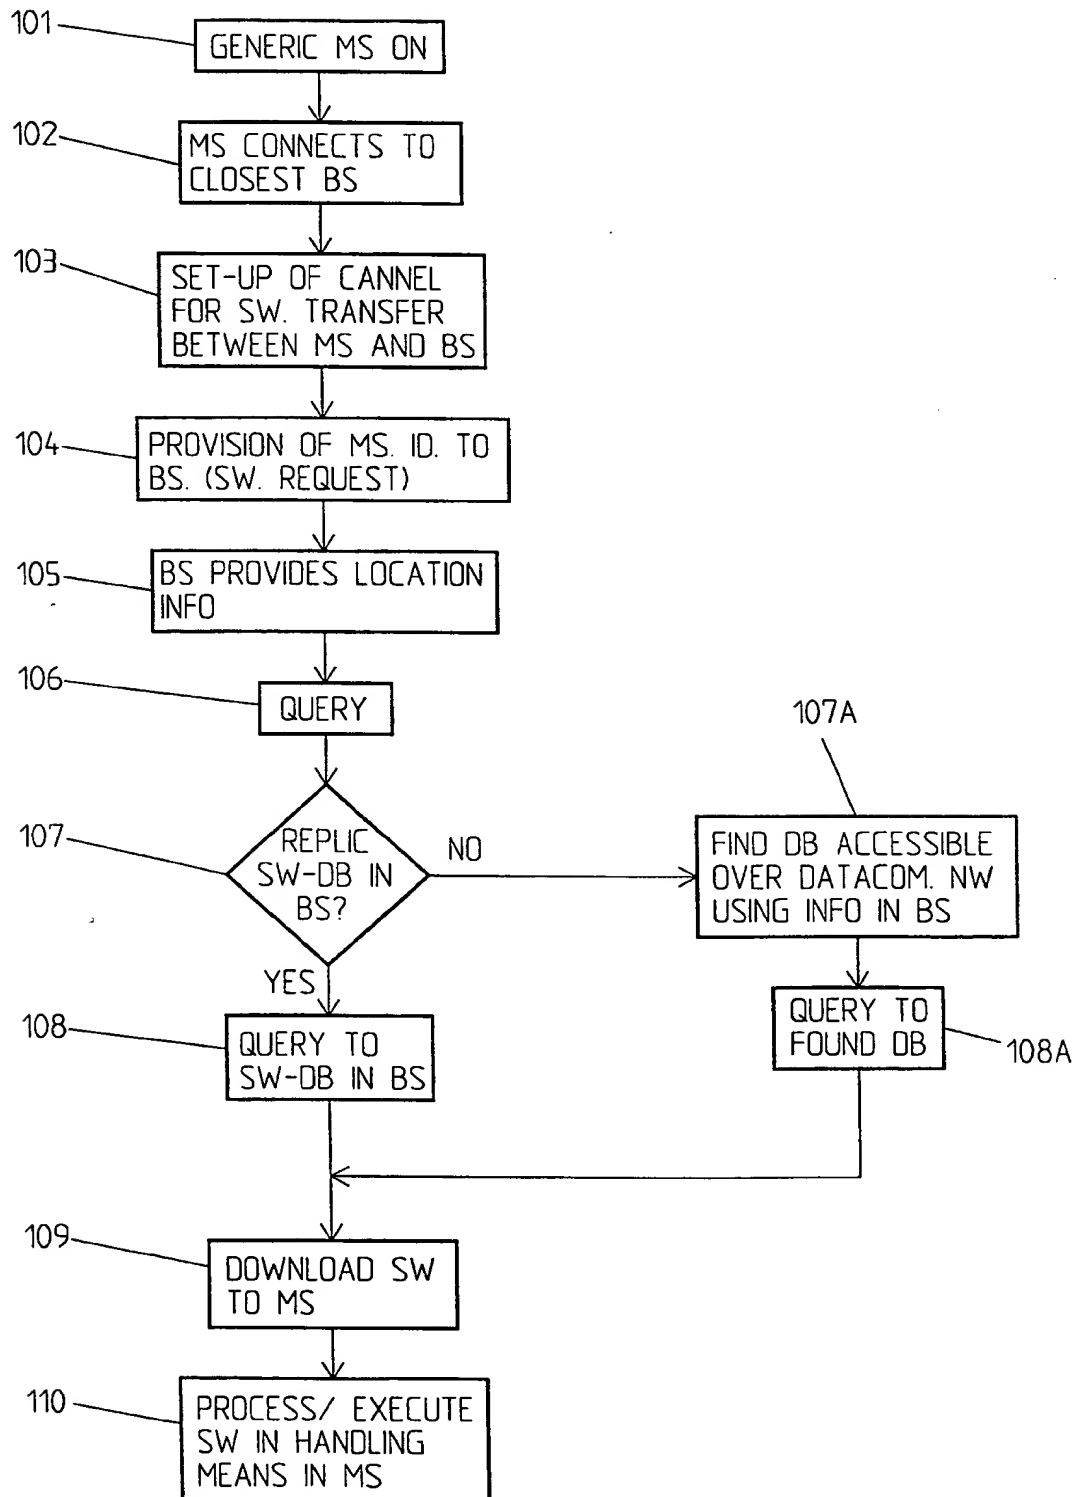 101
GENERIC MS ON
102
MS CONNECTS TO
CLOSEST BS
103
SET-UP OF CANNEL
FOR SW. TRANSFER
BETWEEN MS AND BS
104
PROVISION OF MS. ID. TO
BS. (SW. REQUEST)
105
BS PROVIDES LOCATION
INFO
106
QUERY
107
REPLIC
SW-DB IN
BS?
NO
YES
107A
FIND DB ACCESSIBLE
OVER DATACOM. NW
USING INFO IN BS
108
QUERY TO
SW-DB IN BS
QUERY TO
FOUND DB
108A
109
DOWNLOAD SW
TO MS
110
PROCESS/ EXECUTE
SW IN HANDLING
MEANS IN MS